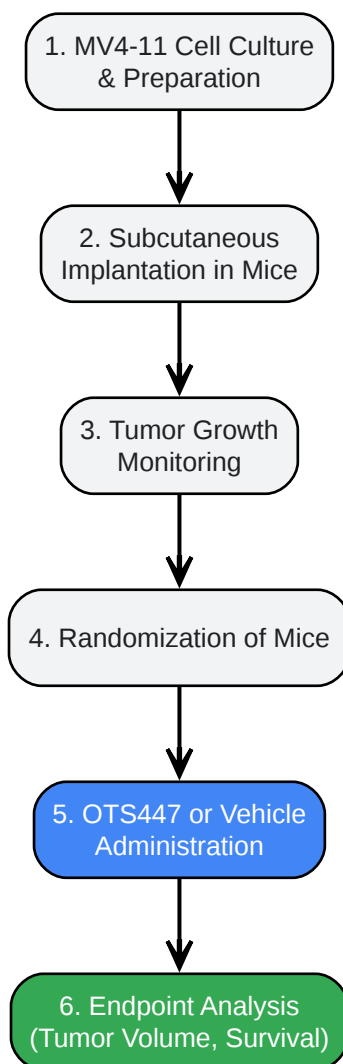 1. MV4-11 Cell Culture
& Preparation
2. Subcutaneous
Implantation in Mice
3. Tumor Growth
Monitoring
4. Randomization of Mice
5. OTS447 or Vehicle
Administration
6. Endpoint Analysis
(Tumor Volume, Survival)